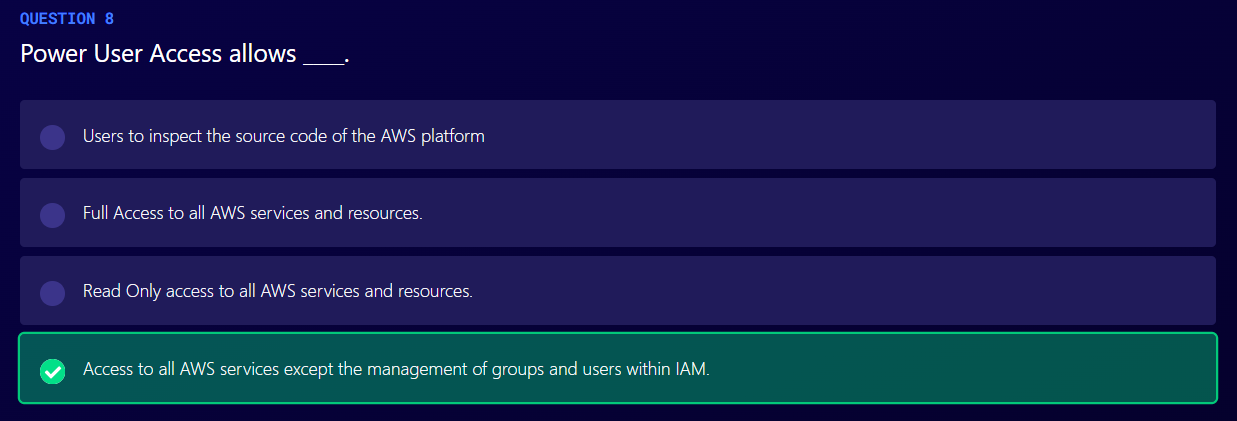 QUESTION 8
Power User Access allows ____.
Users to inspect the source code of the AWS platform
Full Access to all AWS services and resources.
Read Only access to all AWS services and resources.
Access to all AWS services except the management of groups and users within IAM.